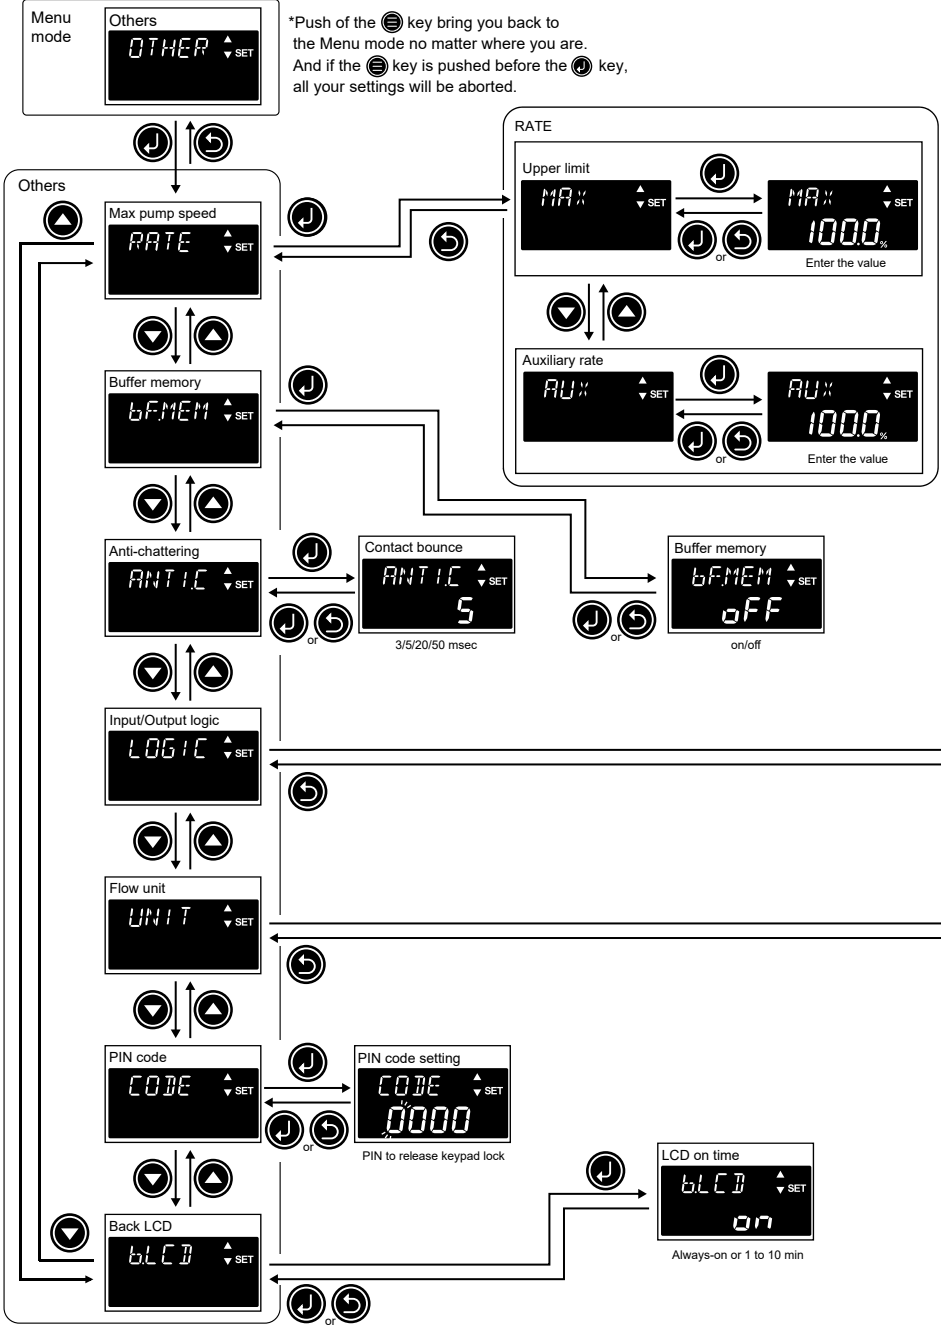 Menu
mode
Others
OTHER
SET
*Push of the key bring you back to
the Menu mode no matter where you are.
And if the key is pushed before the key,
all your settings will be aborted.
Others
Max pump speed
RATE
SET
RATE
Upper limit
MAX
SET
MAX
SET
100.0%
or
Enter the value
Auxiliary rate
AUX
SET
AUX
SET
100.0%
or
Enter the value
Buffer memory
bF.MEM
SET
Anti-chattering
ANTI.C
SET
Contact bounce
ANTI.C
SET
5
or
3/5/20/50 msec
Buffer memory
bF.MEM
SET
oFF
or
on/off
Input/Output logic
LOGIC
SET
Flow unit
UNIT
SET
PIN code
CODE
SET
PIN code setting
CODE
SET
0000
or
PIN to release keypad lock
Back LCD
b.LCD
SET
LCD on time
b.LCD
SET
on
Always-on or 1 to 10 min
or